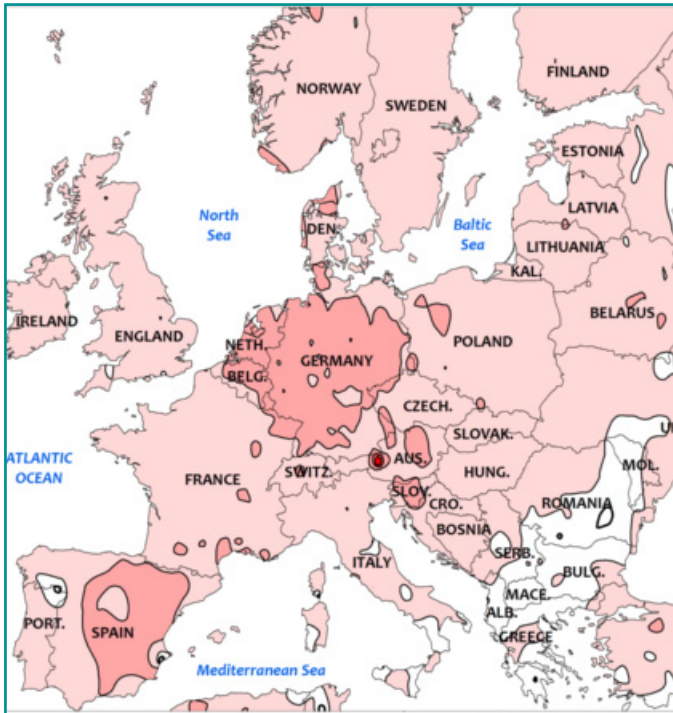 FINLAND
NORWAY
SWEDEN
ESTONIA
North
Sea
LATVIA
Baltic
Sea
DEN.
LITHUANIA
KAL.
IRELAND
BELARUS
ENGLAND
NETH.
POLAND
GERMANY
BELG.
CZECH.
U
SLOVAK.
ATLANTIC
OCEAN
AUS.
SWITZ.
HUNG.
MOL.
FRANCE
SLOV.
CRO.
ROMANIA
BOSNIA
SERB.
ITALY
BULG.
MACE.
ALB.
PORT.
SPAIN
GREECE
Mediterranean Sea